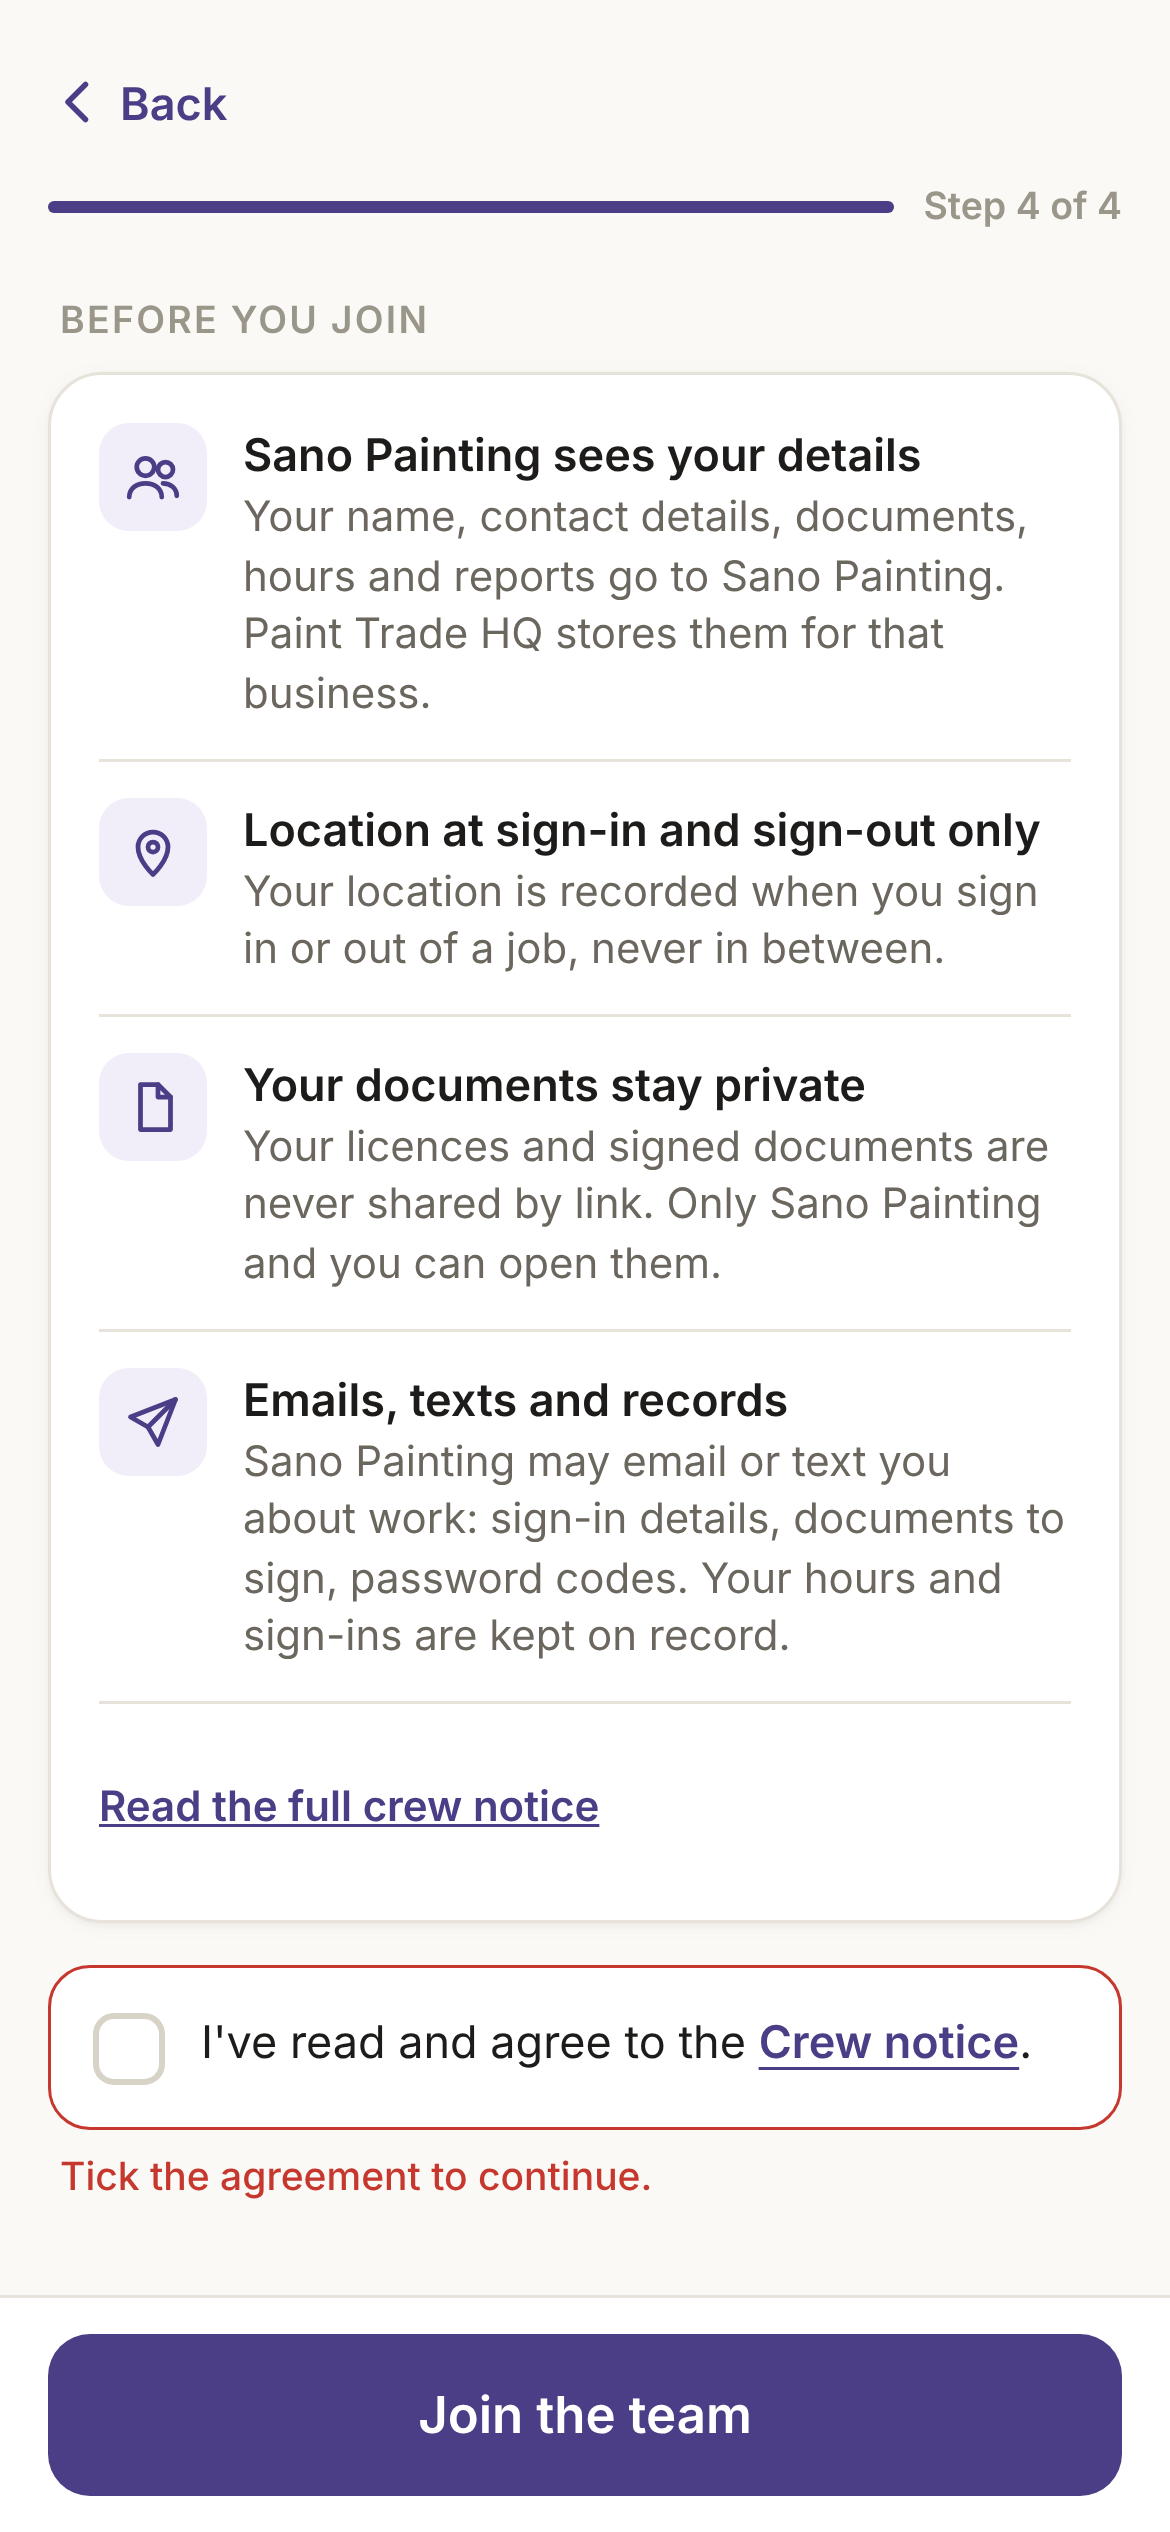 Back
Step 4 of 4
BEFORE YOU JOIN
Sano Painting sees your details
Your name, contact details, documents,
hours and reports go to Sano Painting.
Paint Trade HQ stores them for that
business.
Location at sign-in and sign-out only
Your location is recorded when you sign
in or out of a job, never in between.
Your documents stay private
Your licences and signed documents are
never shared by link. Only Sano Painting
and you can open them.
Emails, texts and records
Sano Painting may email or text you
about work: sign-in details, documents to
sign, password codes. Your hours and
sign-ins are kept on record.
Read the full crew notice
I've read and agree to the Crew notice.
Tick the agreement to continue.
Join the team